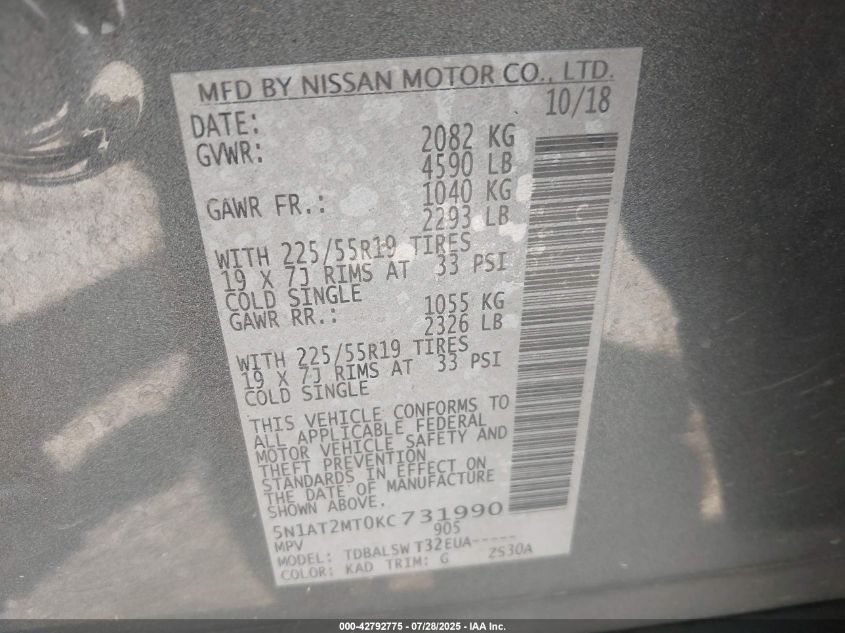 MFD BY NISSAN MOTOR CO., LTD.
DATE: 10/18
GVWR: 2082 KG
4590 LB
GAWR FR.: 1040 KG
2293 LB
WITH 225/55R19 TIRES
19 X 7J RIMS AT 33 PSI
COLD SINGLE
GAWR RR.: 1055 KG
2326 LB
WITH 225/55R19 TIRES
19 X 7J RIMS AT 33 PSI
COLD SINGLE
THIS VEHICLE CONFORMS TO
ALL APPLICABLE FEDERAL
MOTOR VEHICLE SAFETY AND
THEFT PREVENTION
STANDARDS IN EFFECT ON
THE DATE OF MANUFACTURE
SHOWN ABOVE.
5N1AT2MT0KC731990
MPV 905
MODEL: TDBALSW T32EUA-----
COLOR: KAD TRIM: G ZS30A
000-42792775 - 07/28/2025 - IAA Inc.